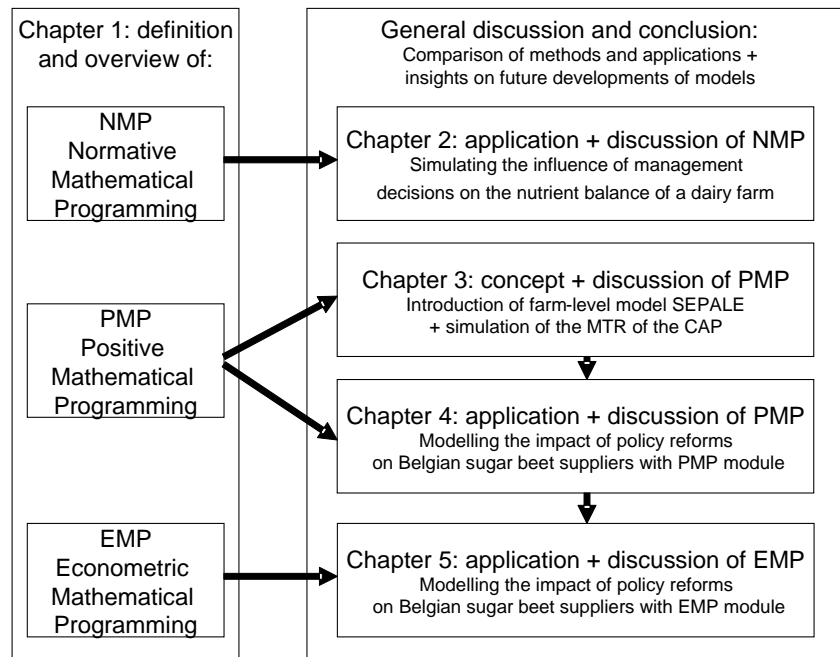 Chapter 1: definition
and overview of:
NMP
Normative
Mathematical
Programming
PMP
Positive
Mathematical
Programming
EMP
Econometric
Mathematical
Programming
General discussion and conclusion:
Comparison of methods and applications +
insights on future developments of models
Chapter 2: application + discussion of NMP
Simulating the influence of management
decisions on the nutrient balance of a dairy farm
Chapter 3: concept + discussion of PMP
Introduction of farm-level model SEPALE
+ simulation of the MTR of the CAP
Chapter 4: application + discussion of PMP
Modelling the impact of policy reforms
on Belgian sugar beet suppliers with PMP module
Chapter 5: application + discussion of EMP
Modelling the impact of policy reforms
on Belgian sugar beet suppliers with EMP module